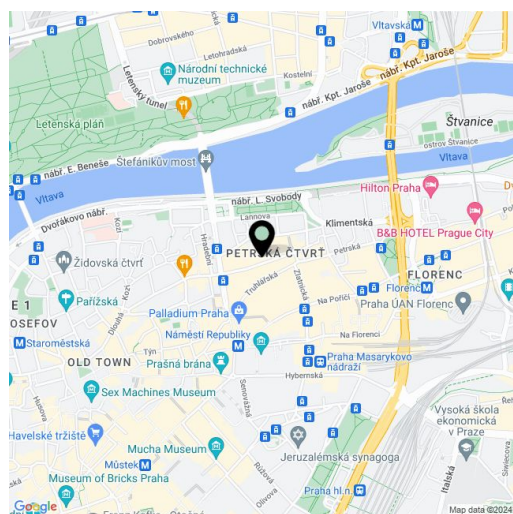 Vltavská
Dobrovského
Letohradská
Letenský tunel
Národní technické
muzeum
Kostelní
nábř. Kpt. Jaroše
nábř. Kpt. Jaroše
Letenská pláň
Štvanice
ostrov Štvanice
nábř. E. Beneše
Štefánikův most
Vltava
Vltava
Hilton Praha
nábř. L. Svobody
Dvořákovo nábř.
Kozí
Lannova
Klimentská
B&B HOTEL Prague City
Hradební
PETRSKÁ ČTVRŤ
Petrská
Židovská čtvrť
FLORENC
Truhlářská
Zlatnická
Florenc
E 1
Pařížská
Na Poříčí
Praha ÚAN Florenc
OSEFOV
Dlouhá
Palladium Praha
Náměstí Republiky
Na Florenci
Staroměstská
Týn
Prašná brána
Praha Masarykovo
nádraží
OLD TOWN
Hybernská
Sex Machines Museum
Senovážná
Husova
Vysoká škola
ekonomická
v Praze
Havelské tržiště
Mucha Museum
Jeruzalémská synagoga
Můstek
Růžová
Italská
Siwiecova
Museum of Bricks Praha
Olivova
Praha hl.n.
Google
Map data ©2024